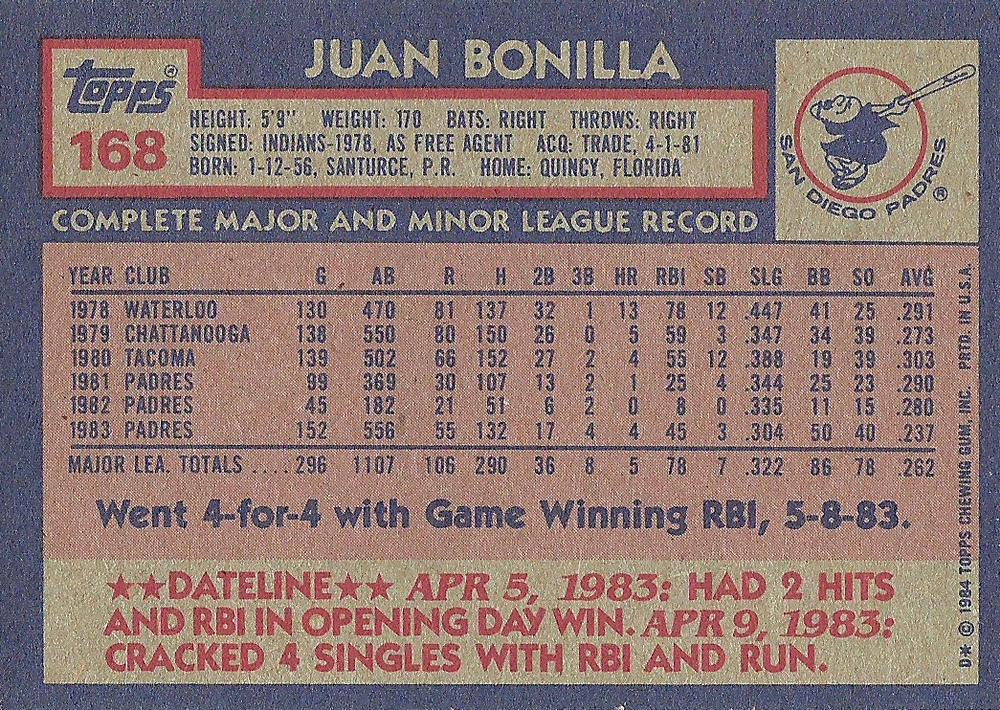 JUAN BONILLA
Topps®
168
HEIGHT: 5'9" WEIGHT: 170 BATS: RIGHT THROWS: RIGHT
SIGNED: INDIANS-1978, AS FREE AGENT ACQ: TRADE, 4-1-81
BORN: 1-12-56, SANTURCE, P.R. HOME: QUINCY, FLORIDA
SAN DIEGO PADRES®
COMPLETE MAJOR AND MINOR LEAGUE RECORD
YEAR CLUB G AB R H 2B 3B HR RBI SB SLG BB SO AVG
1978 WATERLOO 130 470 81 137 32 1 13 78 12 .447 41 25 .291
1979 CHATTANOOGA 138 550 80 150 26 0 5 59 3 .347 34 39 .273
1980 TACOMA 139 502 66 152 27 2 4 55 12 .388 19 39 .303
1981 PADRES 99 369 30 107 13 2 1 25 4 .344 25 23 .290
1982 PADRES 45 182 21 51 6 2 0 8 0 .335 11 15 .280
1983 PADRES 152 556 55 132 17 4 4 45 3 .304 50 40 .237
MAJOR LEA. TOTALS ....296 1107 106 290 36 8 5 78 7 .322 86 78 .262
Went 4-for-4 with Game Winning RBI, 5-8-83.
★★DATELINE★★ APR 5, 1983: HAD 2 HITS
AND RBI IN OPENING DAY WIN. APR 9, 1983:
CRACKED 4 SINGLES WITH RBI AND RUN.
D* © 1984 TOPPS CHEWING GUM, INC. PRTD. IN U.S.A.